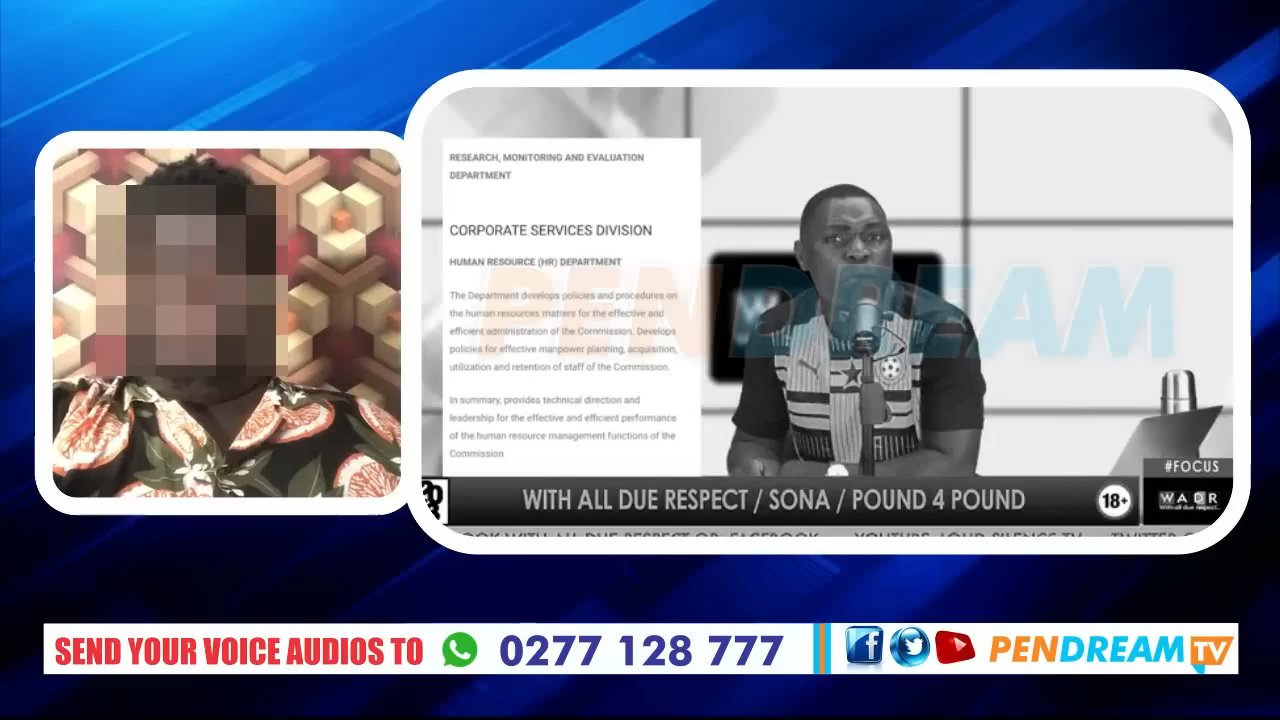 RESEARCH, MONITORING AND EVALUATION
DEPARTMENT
CORPORATE SERVICES DIVISION
HUMAN RESOURCE (HR) DEPARTMENT
The Department develops policies and procedures on
the human resources matters for the effective and
efficient administration of the Commission. Develops
policies for effective manpower planning, acquisition,
utilization and retention of staff of the Commission.
In summary, provides technical direction and
leadership for the effective and efficient performance
of the human resource management functions of the
Commission.
PENDREAM
#FOCUS
WITH ALL DUE RESPECT / SONA / POUND 4 POUND
18+
WADR
With all due respect...
SEND YOUR VOICE AUDIOS TO
0277 128 777
PENDREAM TV